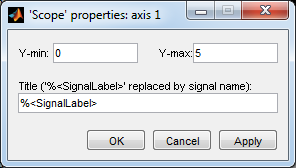 'Scope' properties: axis 1
Y-min: 0 Y-max: 5
Title ('%<SignalLabel>' replaced by signal name):
%<SignalLabel>
OK Cancel Apply